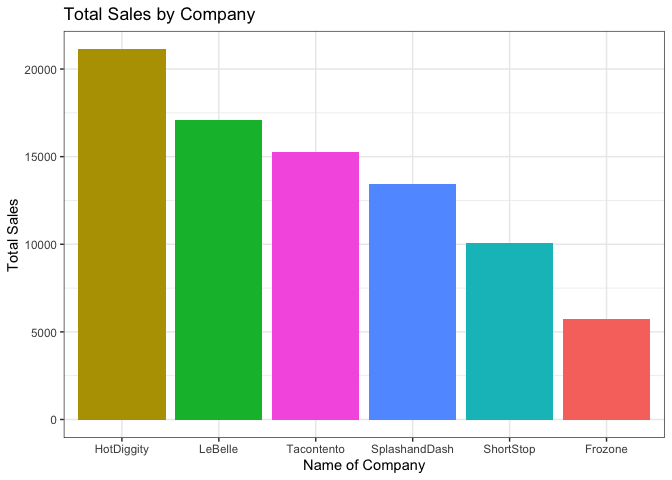 Total Sales by Company
Total Sales
20000
15000
10000
5000
0
HotDiggity
LeBelle
Tacontento
SplashandDash
ShortStop
Frozone
Name of Company